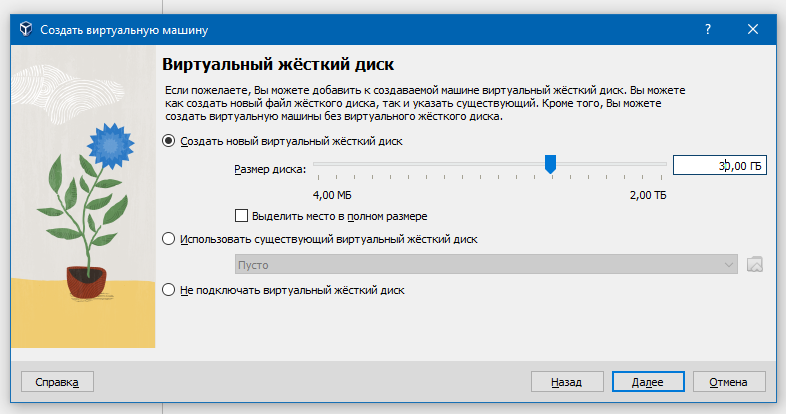 Создать виртуальную машину
?
Виртуальный жёсткий диск
Если пожелаете, Вы можете добавить к создаваемой машине виртуальный жёсткий диск. Вы можете
как создать новый файл жёсткого диска, так и указать существующий. Кроме того, Вы можете
создать виртуальную машины без виртуального жёсткого диска.
Создать новый виртуальный жёсткий диск
Размер диска:
30,00 ГБ
4,00 МБ
2,00 ТБ
Выделить место в полном размере
Использовать существующий виртуальный жёсткий диск
Пусто
Не подключать виртуальный жёсткий диск
Справка
Назад
Далее
Отмена